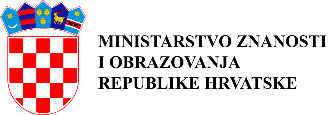 MINISTARSTVO ZNANOSTI
I OBRAZOVANJA
REPUBLIKE HRVATSKE